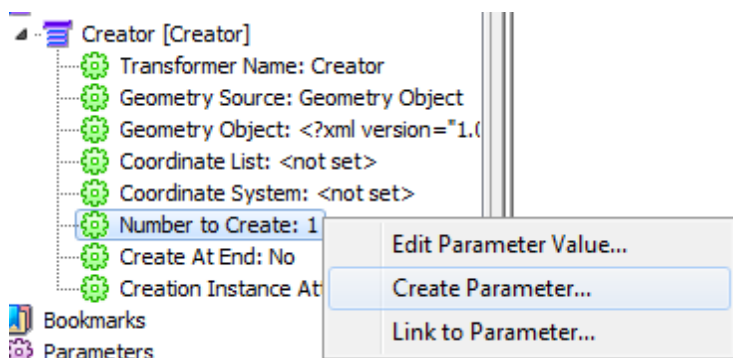 Creator [Creator]
Transformer Name: Creator
Geometry Source: Geometry Object
Geometry Object: <?xml version="1.(
Coordinate List: <not set>
Coordinate System: <not set>
Number to Create: 1
Edit Parameter Value...
Create At End: No
Create Parameter...
Creation Instance At
Link to Parameter...
Bookmarks
Parameters